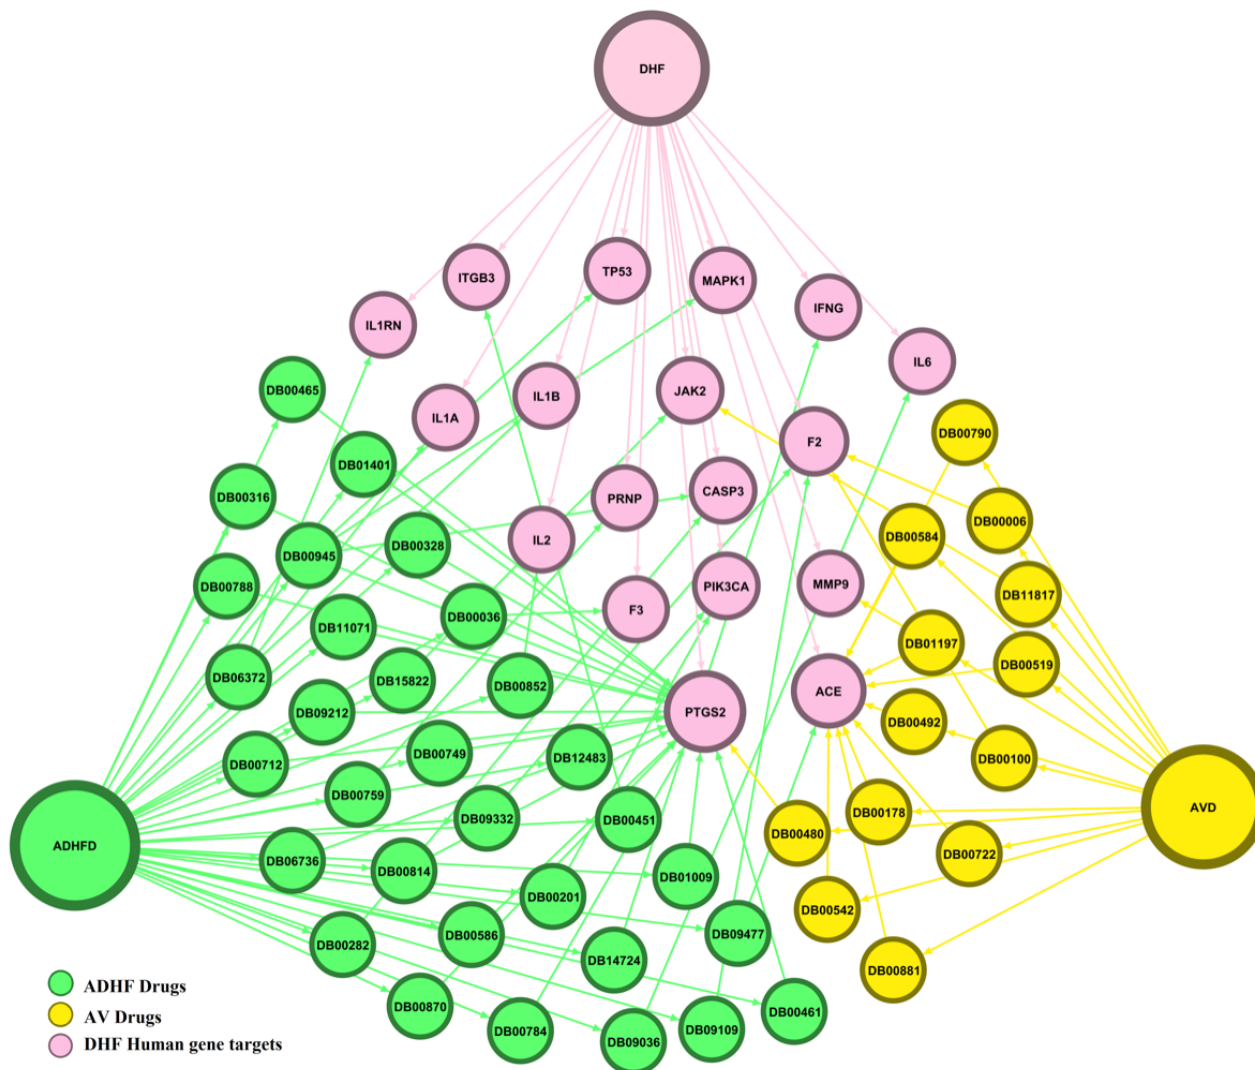 DHF
TP53
ITGB3
MAPK1
IFNG
IL1RN
IL6
DB00465
JAK2
IL1B
IL1A
DB00790
F2
DB01401
CASP3
DB00316
PRNP
DB00006
DB00584
IL2
DB00328
DB00945
PIK3CA
MMP9
DB00788
DB11817
F3
DB00036
DB11071
DB01197
DB00519
DB06372
DB15822
DB00852
ACE
PTGS2
DB09212
DB00492
DB00749
DB00100
DB12483
DB00712
DB00759
AVD
DB00178
DB09332
DB00451
DB00480
ADHFD
DB00722
DB06736
DB00814
DB01009
DB00201
DB00542
DB09477
DB00586
DB00282
DB14724
DB00881
ADHF Drugs
DB00870
DB00461
AV Drugs
DB09109
DB00784
DB09036
DHF Human gene targets